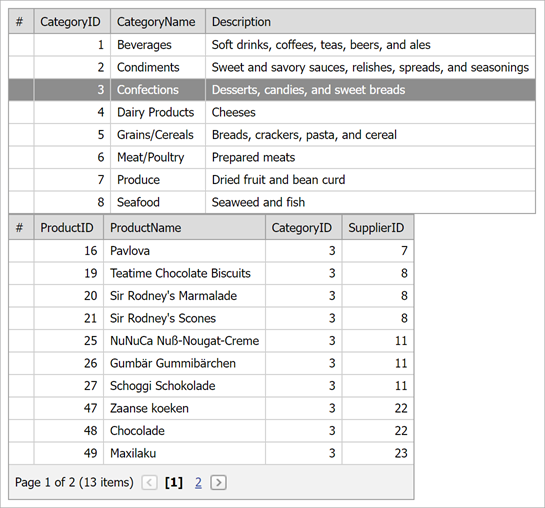 # CategoryID CategoryName Description
1 Beverages Soft drinks, coffees, teas, beers, and ales
2 Condiments Sweet and savory sauces, relishes, spreads, and seasonings
3 Confections Desserts, candies, and sweet breads
4 Dairy Products Cheeses
5 Grains/Cereals Breads, crackers, pasta, and cereal
6 Meat/Poultry Prepared meats
7 Produce Dried fruit and bean curd
8 Seafood Seaweed and fish
# ProductID ProductName CategoryID SupplierID
16 Pavlova 3 7
19 Teatime Chocolate Biscuits 3 8
20 Sir Rodney's Marmalade 3 8
21 Sir Rodney's Scones 3 8
25 NuNuCa Nuß-Nougat-Creme 3 11
26 Gumbär Gummibärchen 3 11
27 Schoggi Schokolade 3 11
47 Zaanse koeken 3 22
48 Chocolade 3 22
49 Maxilaku 3 23
Page 1 of 2 (13 items) < [1] 2 >